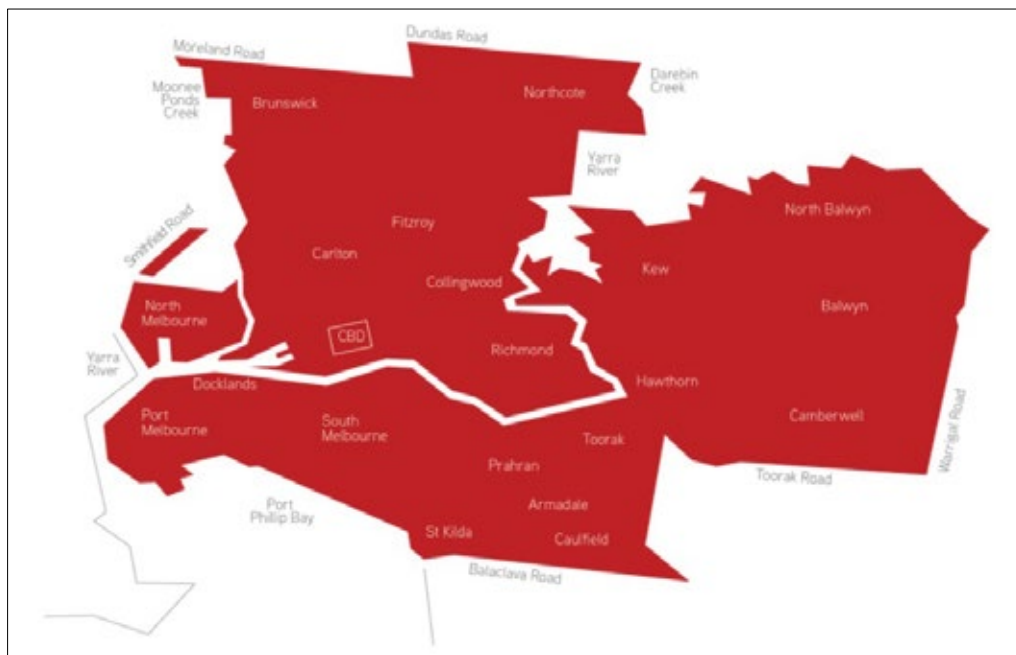 Dundas Road
Moreland Road
Moonee
Ponds
Creek
Darebin
Creek
Brunswick
Northcote
Yarra
River
North Balwyn
Smithfield Road
Fitzroy
Carlton
Kew
Collingwood
North
Melbourne
Balwyn
CBD
Richmond
Yarra
River
Docklands
Hawthorn
Port
Melbourne
South
Melbourne
Camberwell
Warrigal Road
Toorak
Prahran
Toorak Road
Port
Phillip Bay
Armadale
St Kilda
Caulfield
Balaclava Road